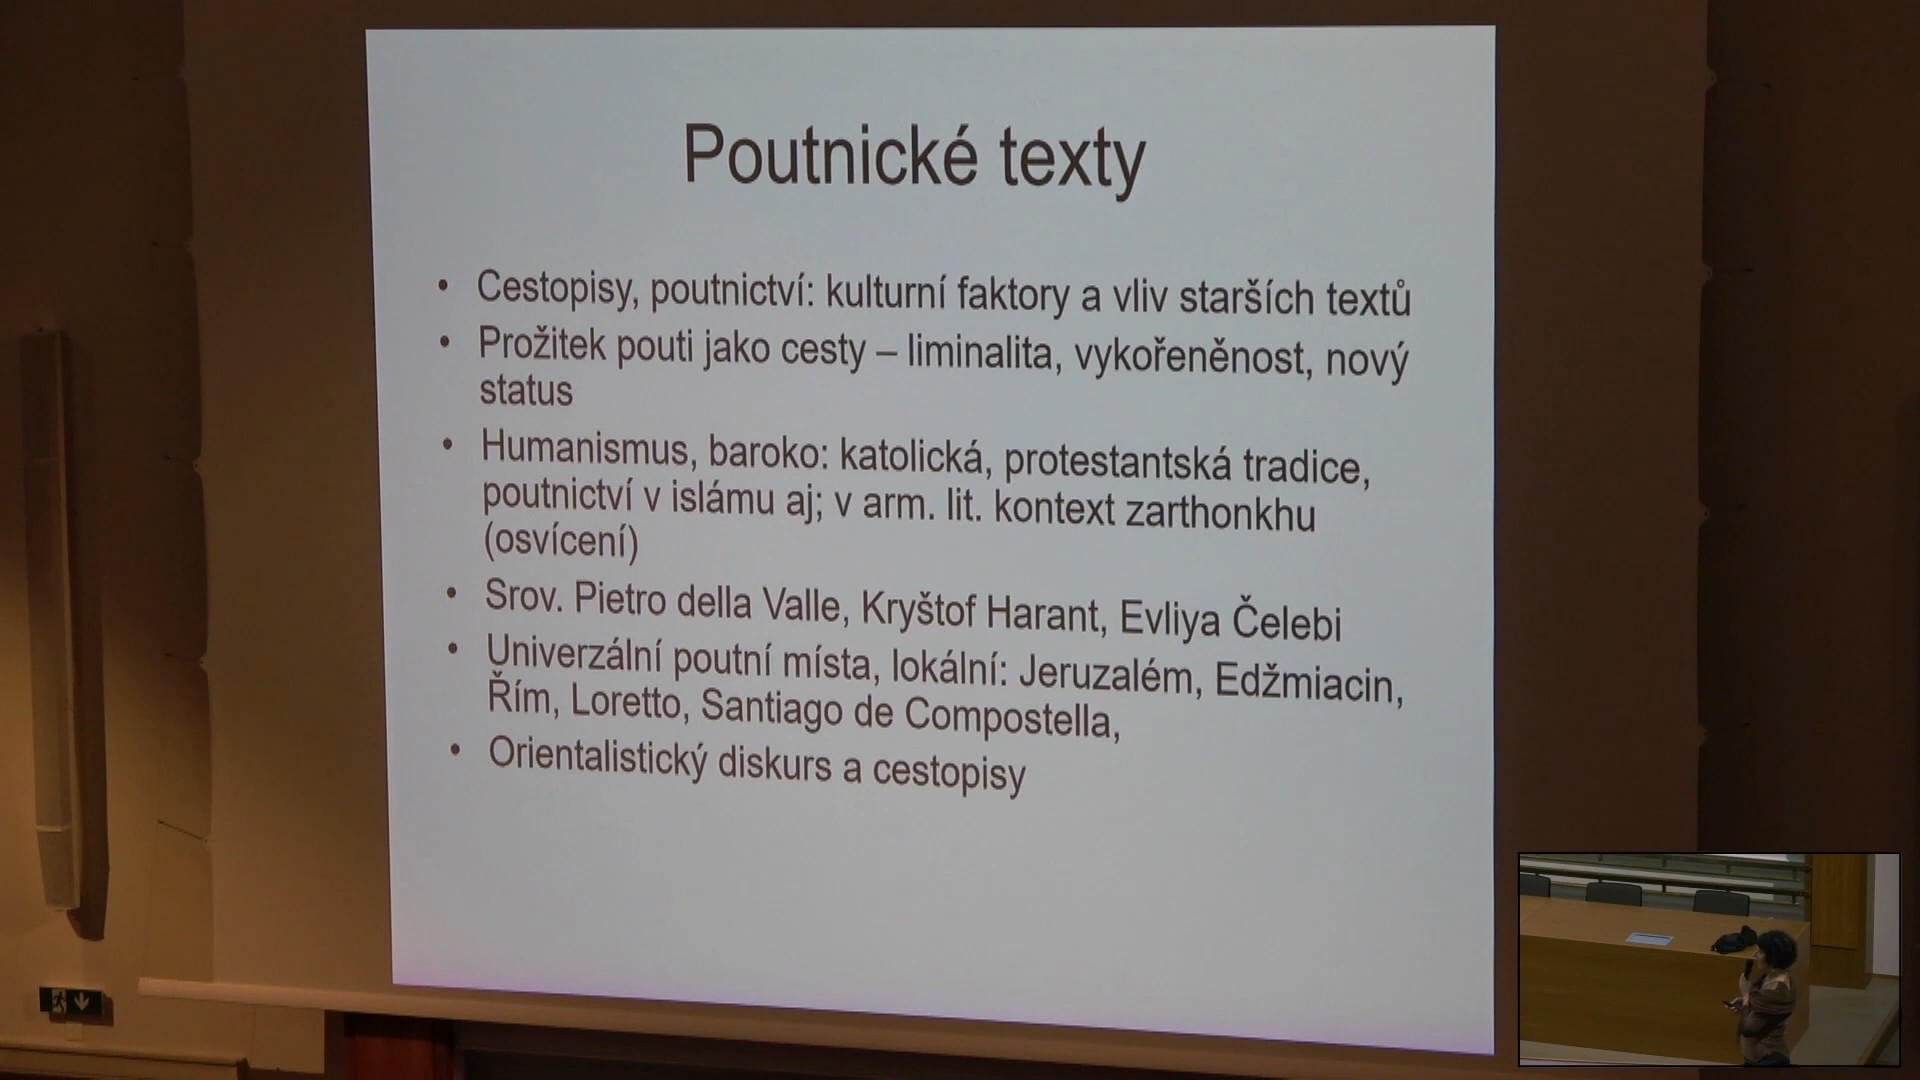 Poutnické texty
• Cestopisy, poutnictví: kulturní faktory a vliv starších textů
• Prožitek pouti jako cesty – liminalita, vykořeněnost, nový
status
• Humanismus, baroko: katolická, protestantská tradice,
poutnictví v islámu aj; v arm. lit. kontext zarthonkhu
(osvícení)
• Srov. Pietro della Valle, Kryštof Harant, Evliya Čelebi
• Univerzální poutní místa, lokální: Jeruzalém, Edžmiacin,
Řím, Loretto, Santiago de Compostella,
• Orientalistický diskurs a cestopisy